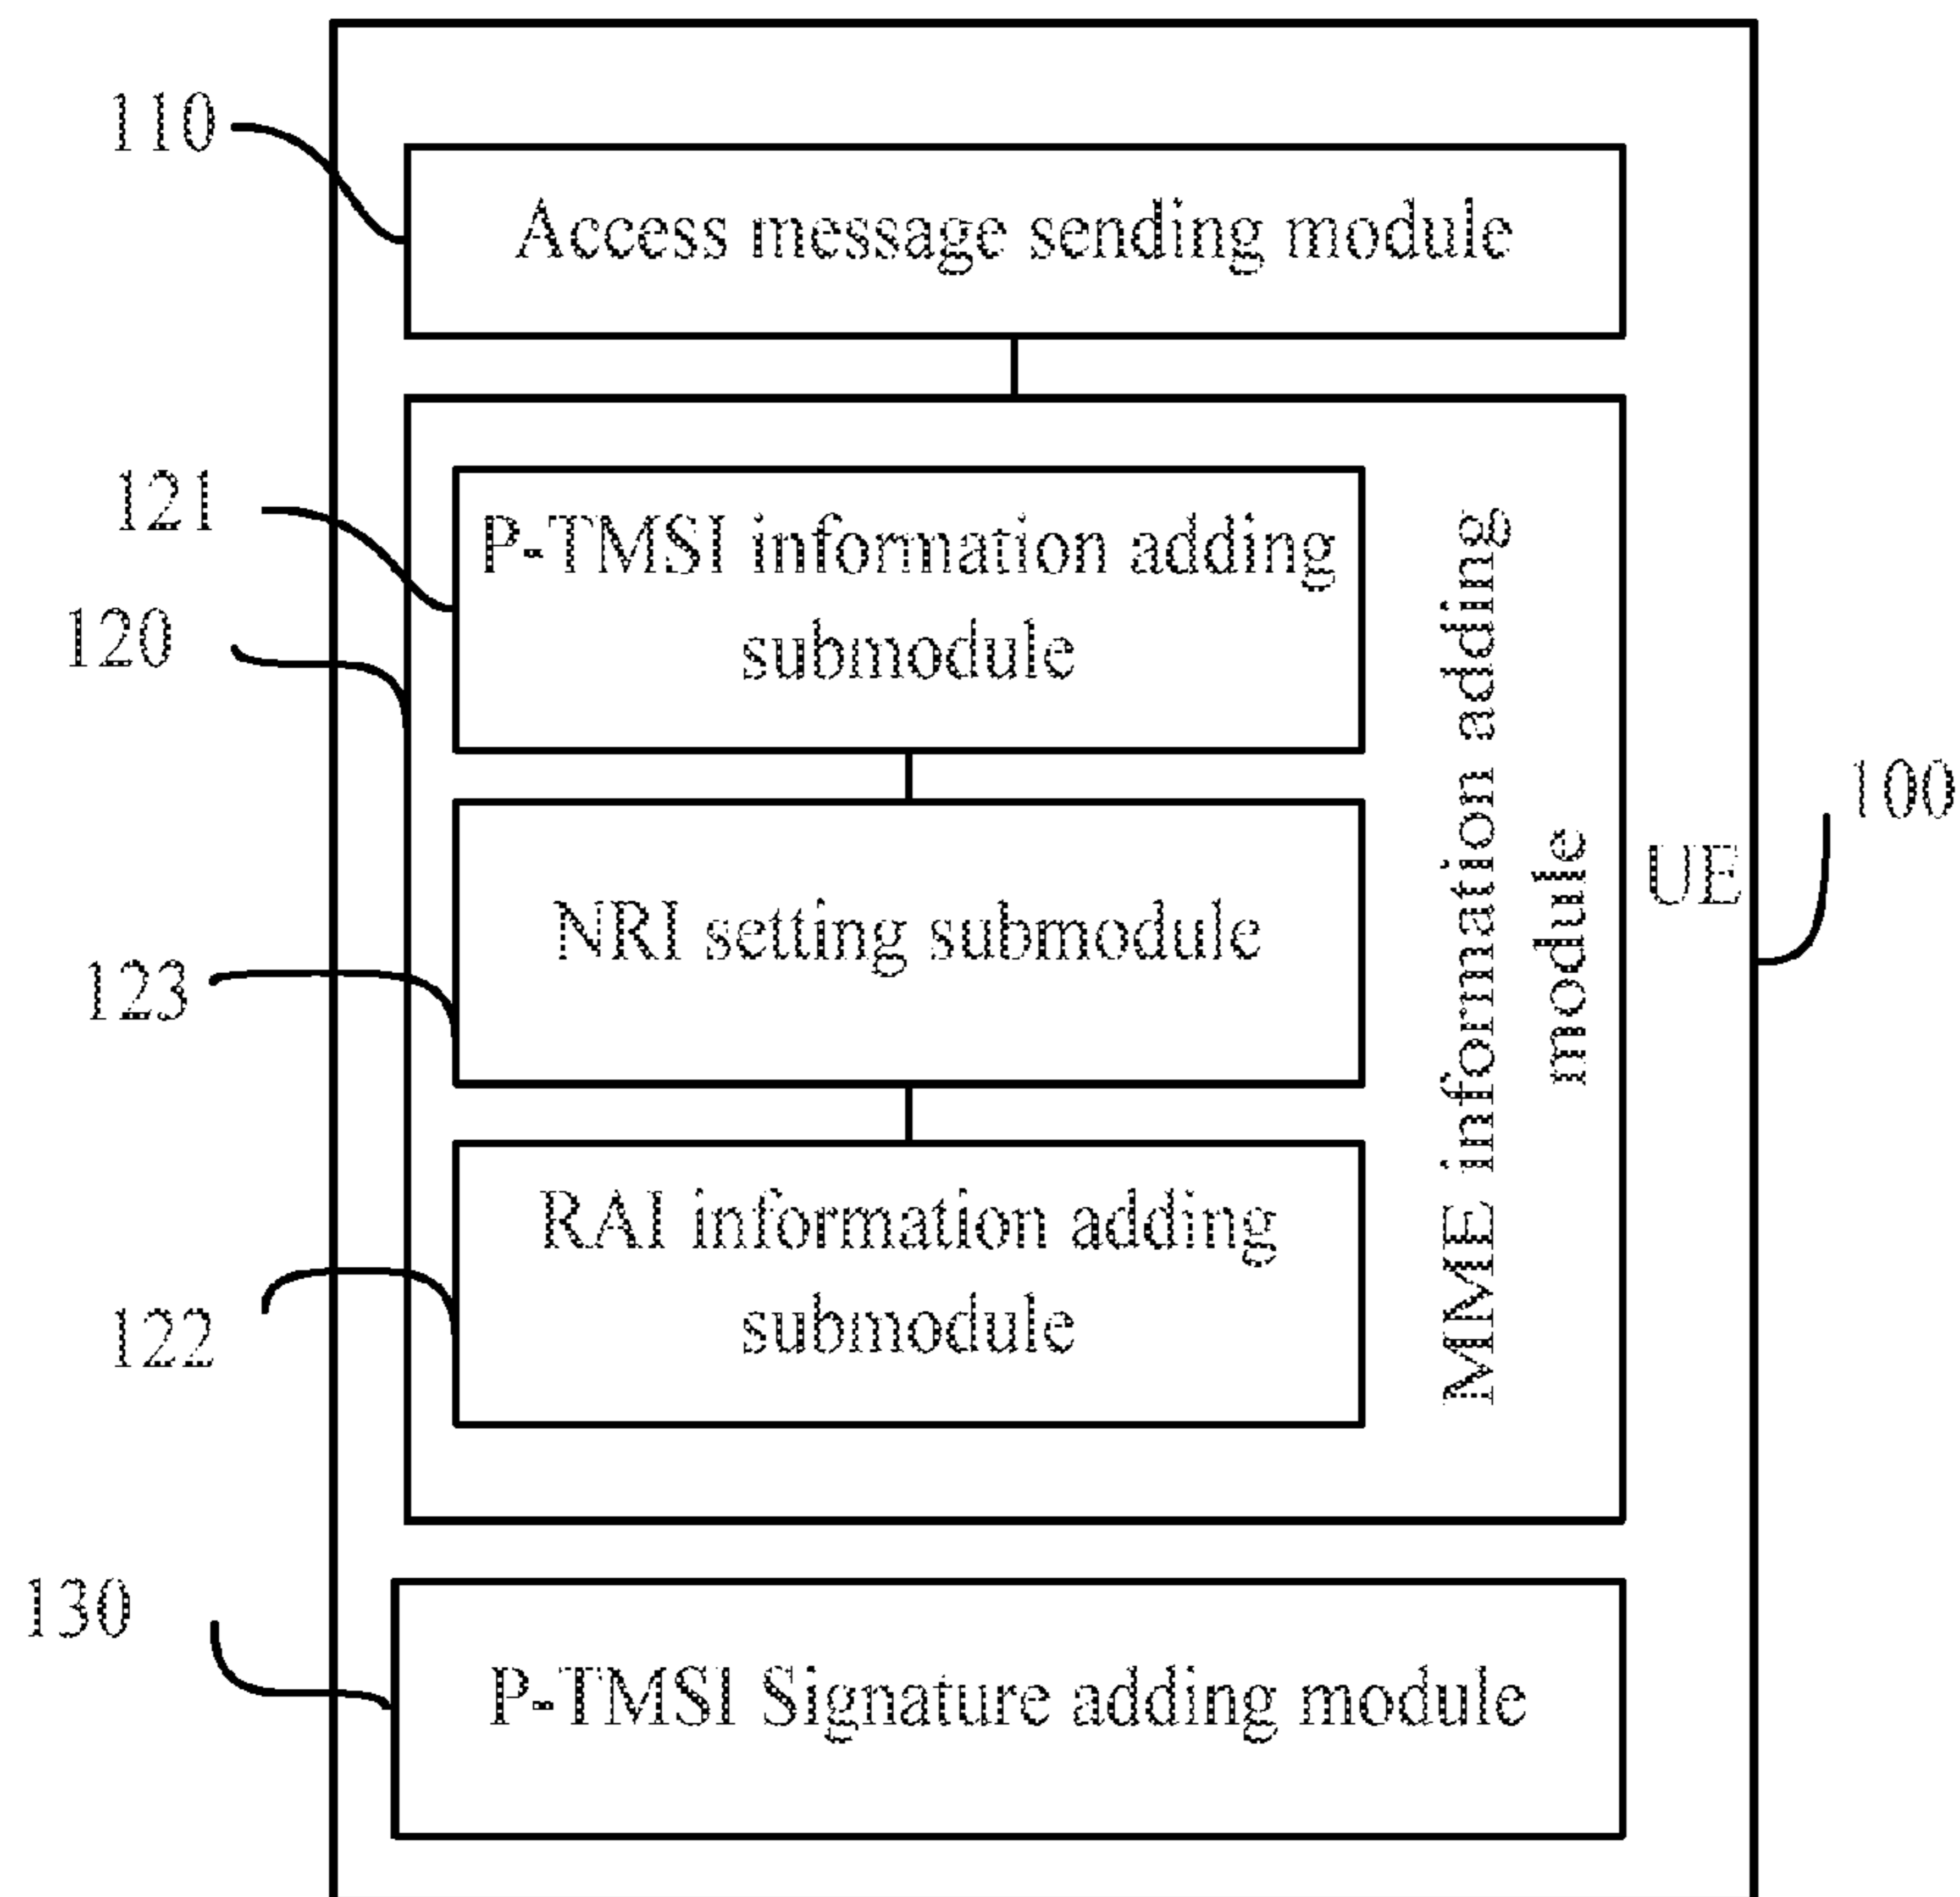 110
Access message sending module
121
P-TMSI information adding
submodule
120
MME information adding
module
UE
100
NRI setting submodule
123
RAI information adding
submodule
122
130
P-TMSI Signature adding module